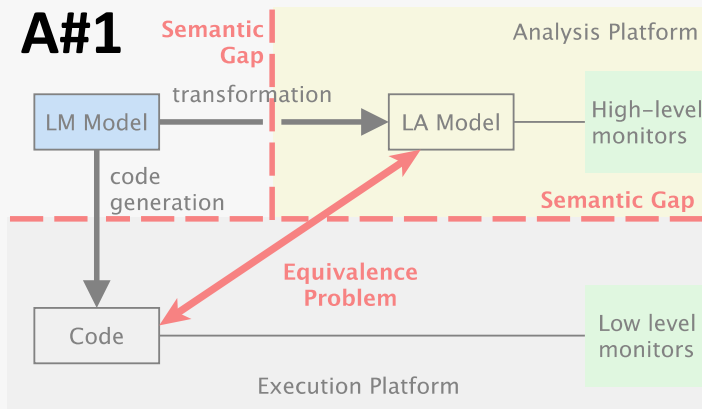 A#1
Semantic
Gap
Analysis Platform
transformation
LM Model
LA Model
High-level
monitors
code
generation
Semantic Gap
Equivalence
Problem
Code
Low level
monitors
Execution Platform